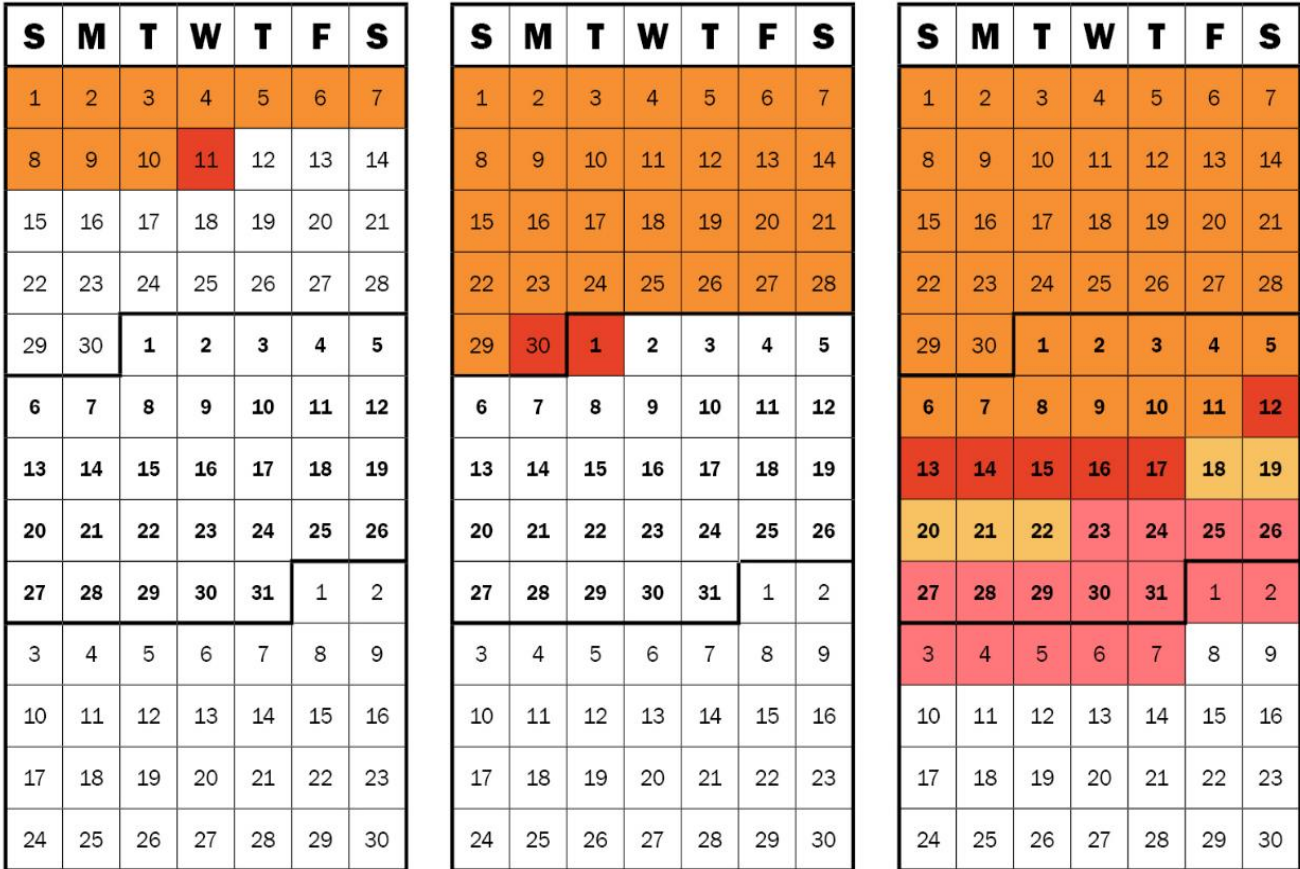 S M T W T F S
1 2 3 4 5 6 7
8 9 10 11 12 13 14
15 16 17 18 19 20 21
22 23 24 25 26 27 28
29 30 1 2 3 4 5
6 7 8 9 10 11 12
13 14 15 16 17 18 19
20 21 22 23 24 25 26
27 28 29 30 31 1 2
3 4 5 6 7 8 9
10 11 12 13 14 15 16
17 18 19 20 21 22 23
24 25 26 27 28 29 30
S M T W T F S
1 2 3 4 5 6 7
8 9 10 11 12 13 14
15 16 17 18 19 20 21
22 23 24 25 26 27 28
29 30 1 2 3 4 5
6 7 8 9 10 11 12
13 14 15 16 17 18 19
20 21 22 23 24 25 26
27 28 29 30 31 1 2
3 4 5 6 7 8 9
10 11 12 13 14 15 16
17 18 19 20 21 22 23
24 25 26 27 28 29 30
S M T W T F S
1 2 3 4 5 6 7
8 9 10 11 12 13 14
15 16 17 18 19 20 21
22 23 24 25 26 27 28
29 30 1 2 3 4 5
6 7 8 9 10 11 12
13 14 15 16 17 18 19
20 21 22 23 24 25 26
27 28 29 30 31 1 2
3 4 5 6 7 8 9
10 11 12 13 14 15 16
17 18 19 20 21 22 23
24 25 26 27 28 29 30